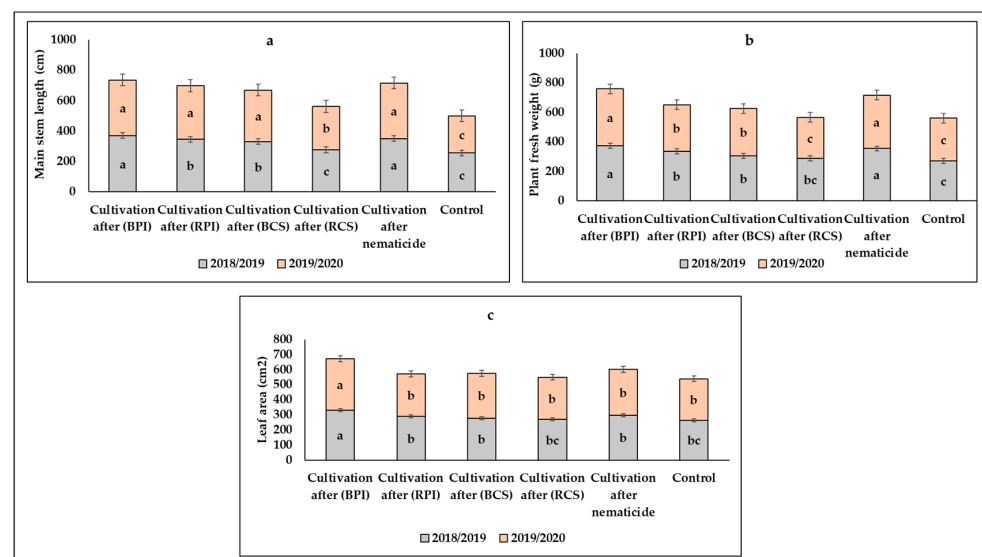 a
1000
800
600
400
200
0
Main stem length (cm)
a a a b a c
a b b c a c
Cultivation Cultivation Cultivation Cultivation Cultivation Control
after (BPI) after (RPI) after (BCS) after (RCS) after
nematicide
2018/2019 2019/2020
b
1000
800
600
400
200
0
Plant fresh weight (g)
a b b c a c
a b b bc a c
Cultivation Cultivation Cultivation Cultivation Cultivation Control
after (BPI) after (RPI) after (BCS) after (RCS) after
nematicide
2018/2019 2019/2020
c
800
700
600
500
400
300
200
100
0
Leaf area (cm2)
a b b b b b
a b b bc b bc
Cultivation Cultivation Cultivation Cultivation Cultivation Control
after (BPI) after (RPI) after (BCS) after (RCS) after
nematicide
2018/2019 2019/2020